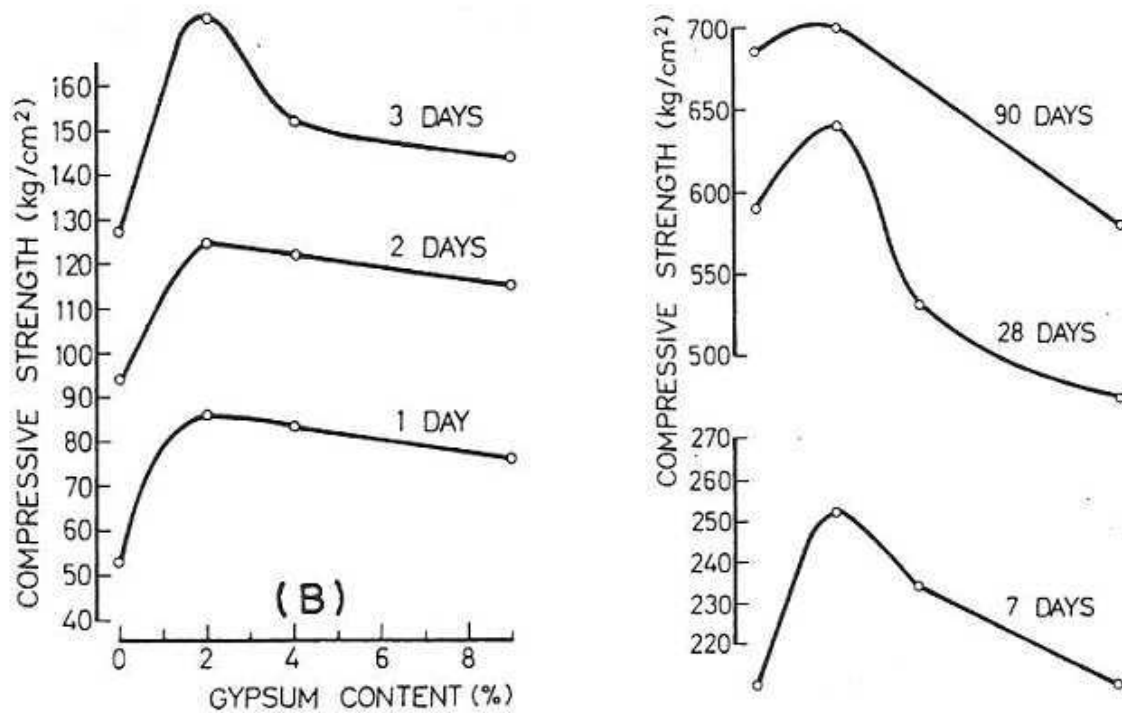 COMPRESSIVE STRENGTH (kg/cm²)
160
150
140
130
120
110
100
90
80
70
60
50
40
3 DAYS
2 DAYS
1 DAY
(B)
0 2 4 6 8
GYPSUM CONTENT (%)
COMPRESSIVE STRENGTH (kg/cm²)
700
650
600
550
500
270
260
250
240
230
220
90 DAYS
28 DAYS
7 DAYS